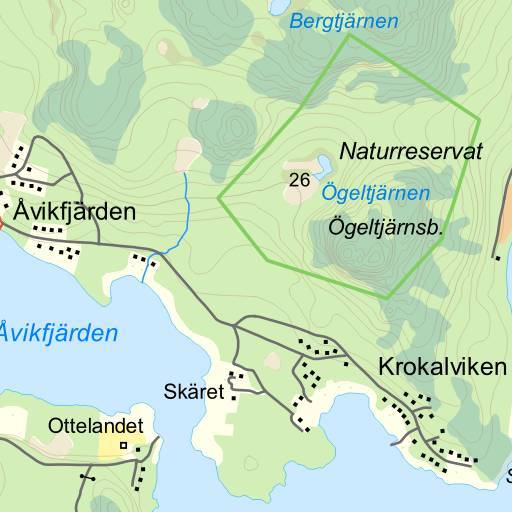 Bergtjärnen
Naturreservat
26
Ögeltjärnen
Åvikfjärden
Ögeltjärnsb.
Åvikfjärden
Krokalviken
Skäret
Ottelandet